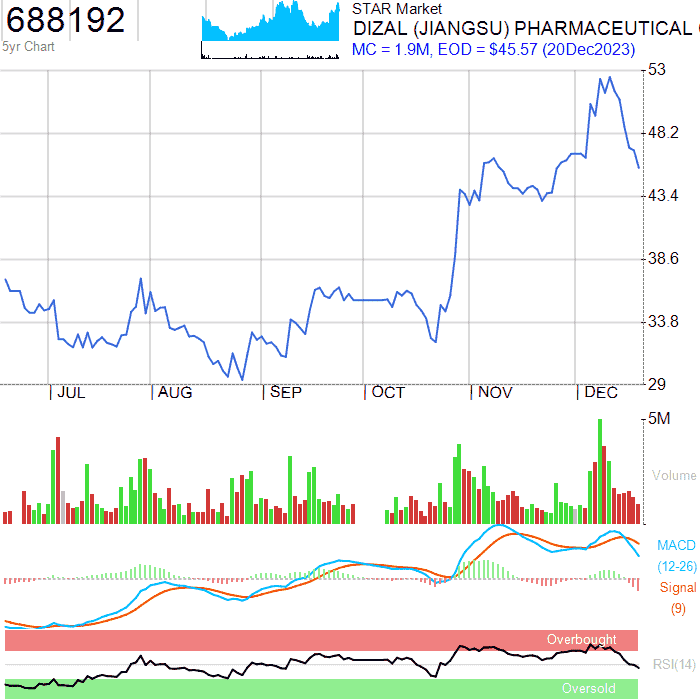 688192
5yr Chart
STAR Market
DIZAL (JIANGSU) PHARMACEUTICAL
MC = 1.9M, EOD = $45.57 (20Dec2023)
53
48.2
43.4
38.6
33.8
29
JUL AUG SEP OCT NOV DEC
5M
Volume
MACD
(12-26)
Signal
(9)
Overbought
RSI(14)
Oversold